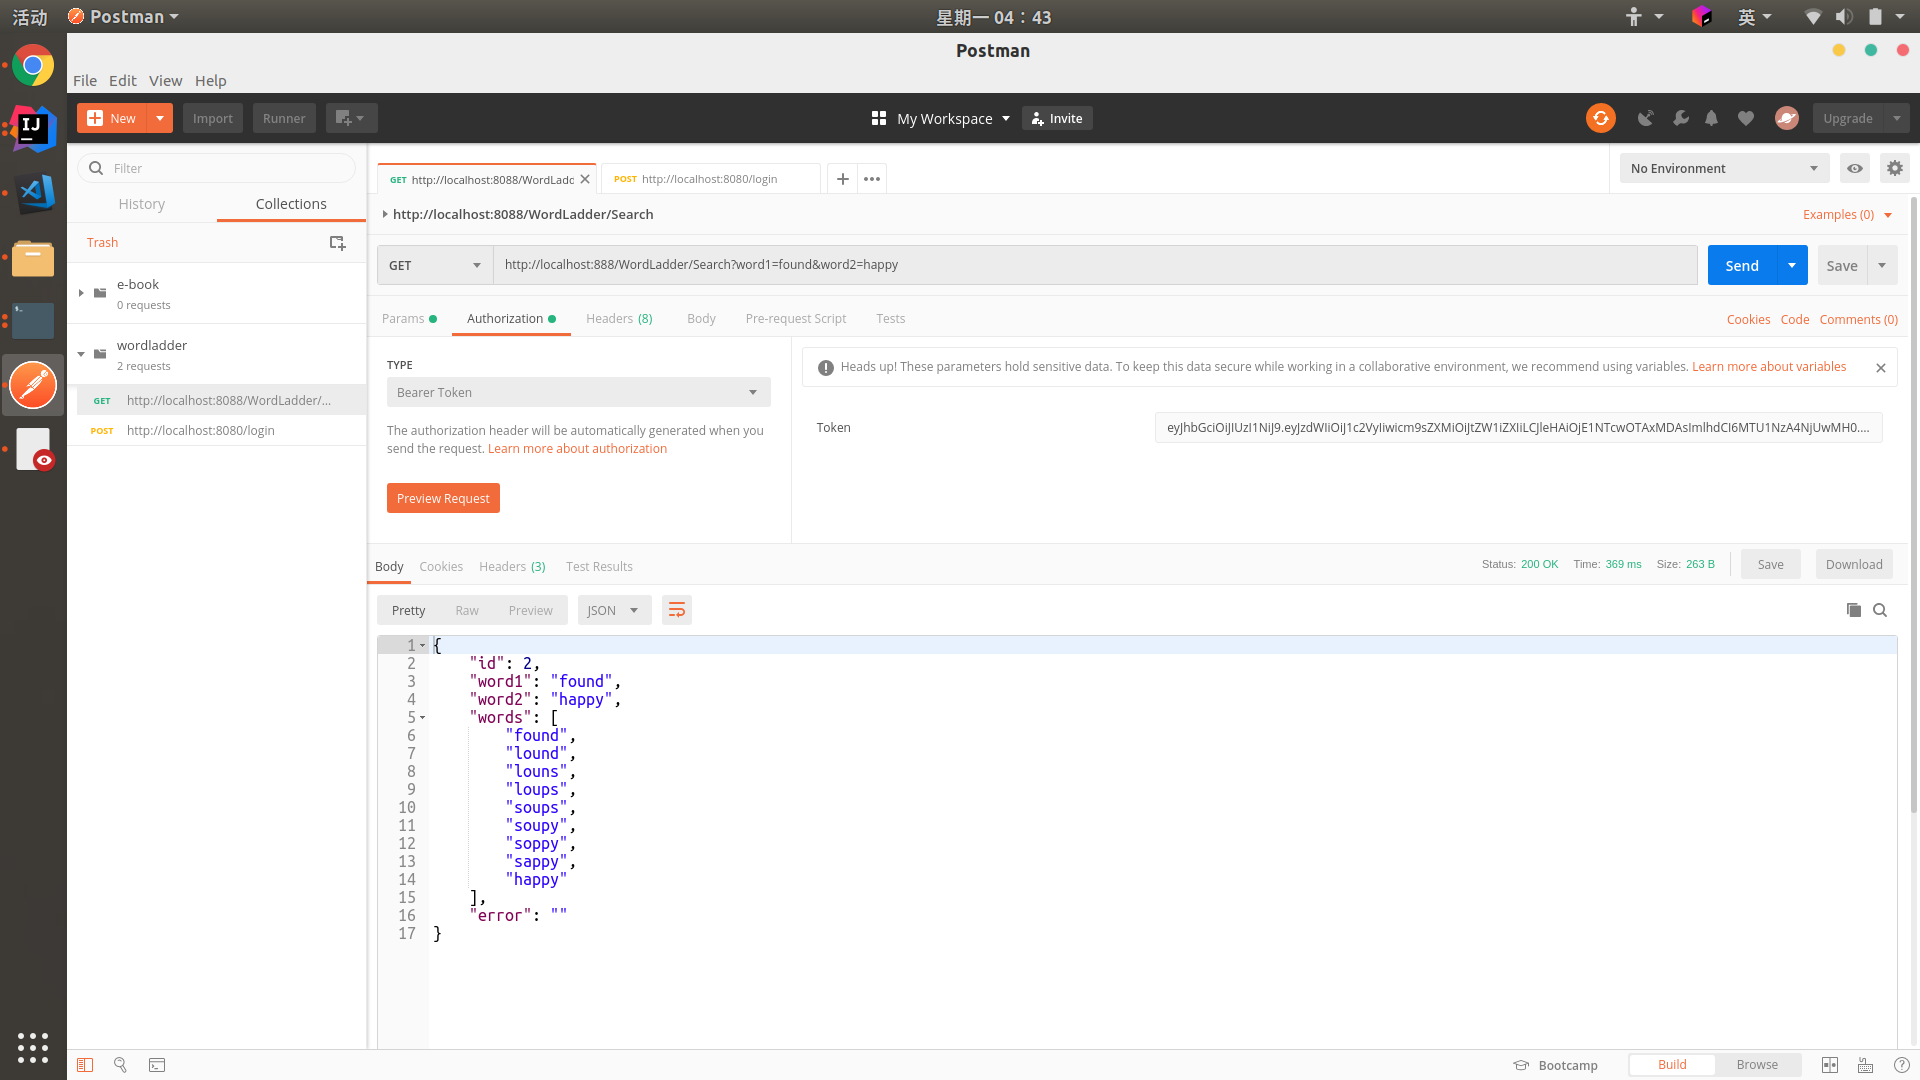 活动
Postman
星期一 04：43
英
Postman
File Edit View Help
New
Import
Runner
My Workspace
Invite
Upgrade
Filter
History
Collections
Trash
e-book
0 requests
wordladder
2 requests
GET http://localhost:8088/WordLadder/...
POST http://localhost:8080/login
GET http://localhost:8088/WordLadd
POST http://localhost:8080/login
No Environment
http://localhost:8088/WordLadder/Search
Examples (0)
GET
http://localhost:888/WordLadder/Search?word1=found&word2=happy
Send
Save
Params
Authorization
Headers (8)
Body
Pre-request Script
Tests
Cookies Code Comments (0)
TYPE
Bearer Token
The authorization header will be automatically generated when you
send the request. Learn more about authorization
Preview Request
Heads up! These parameters hold sensitive data. To keep this data secure while working in a collaborative environment, we recommend using variables. Learn more about variables
Token
Body Cookies Headers (3) Test Results
Status: 200 OK Time: 369 ms Size: 263 B
Save
Download
Pretty Raw Preview
JSON
1 {
2 "id": 2,
3 "word1": "found",
4 "word2": "happy",
5 "words": [
6 "found",
7 "lound",
8 "louns",
9 "loups",
10 "soups",
11 "soupy",
12 "soppy",
13 "sappy",
14 "happy"
15 ],
16 "error": ""
17 }
Bootcamp
Build
Browse